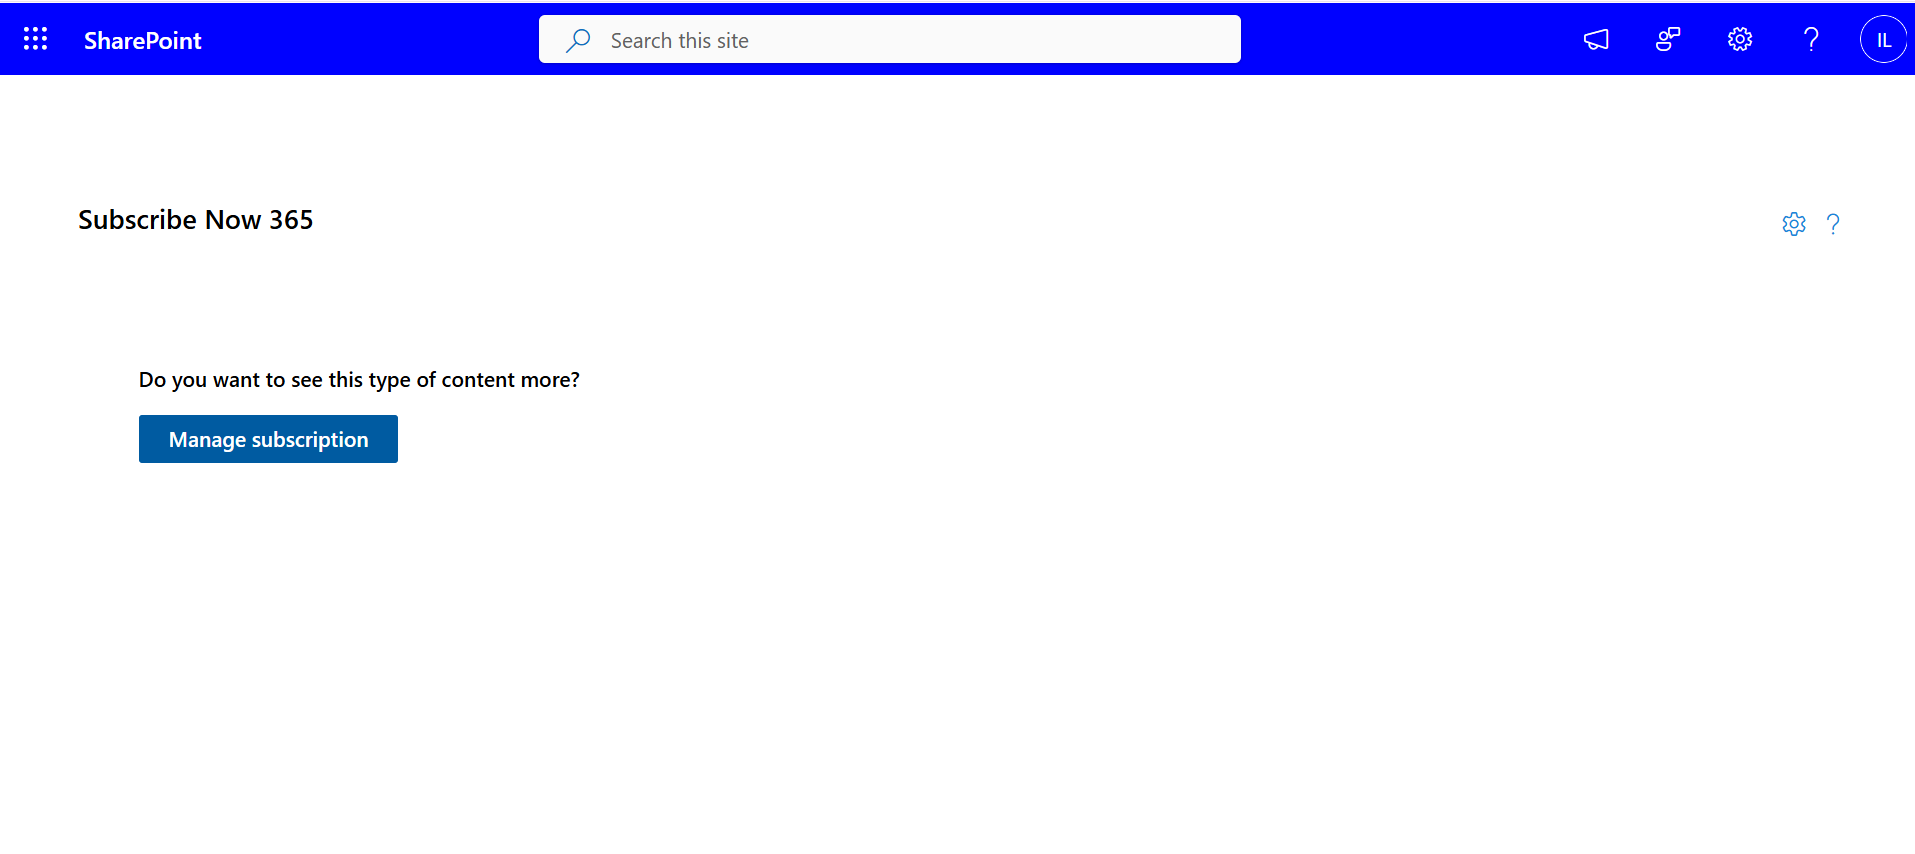 SharePoint
Search this site
IL
Subscribe Now 365
Do you want to see this type of content more?
Manage subscription